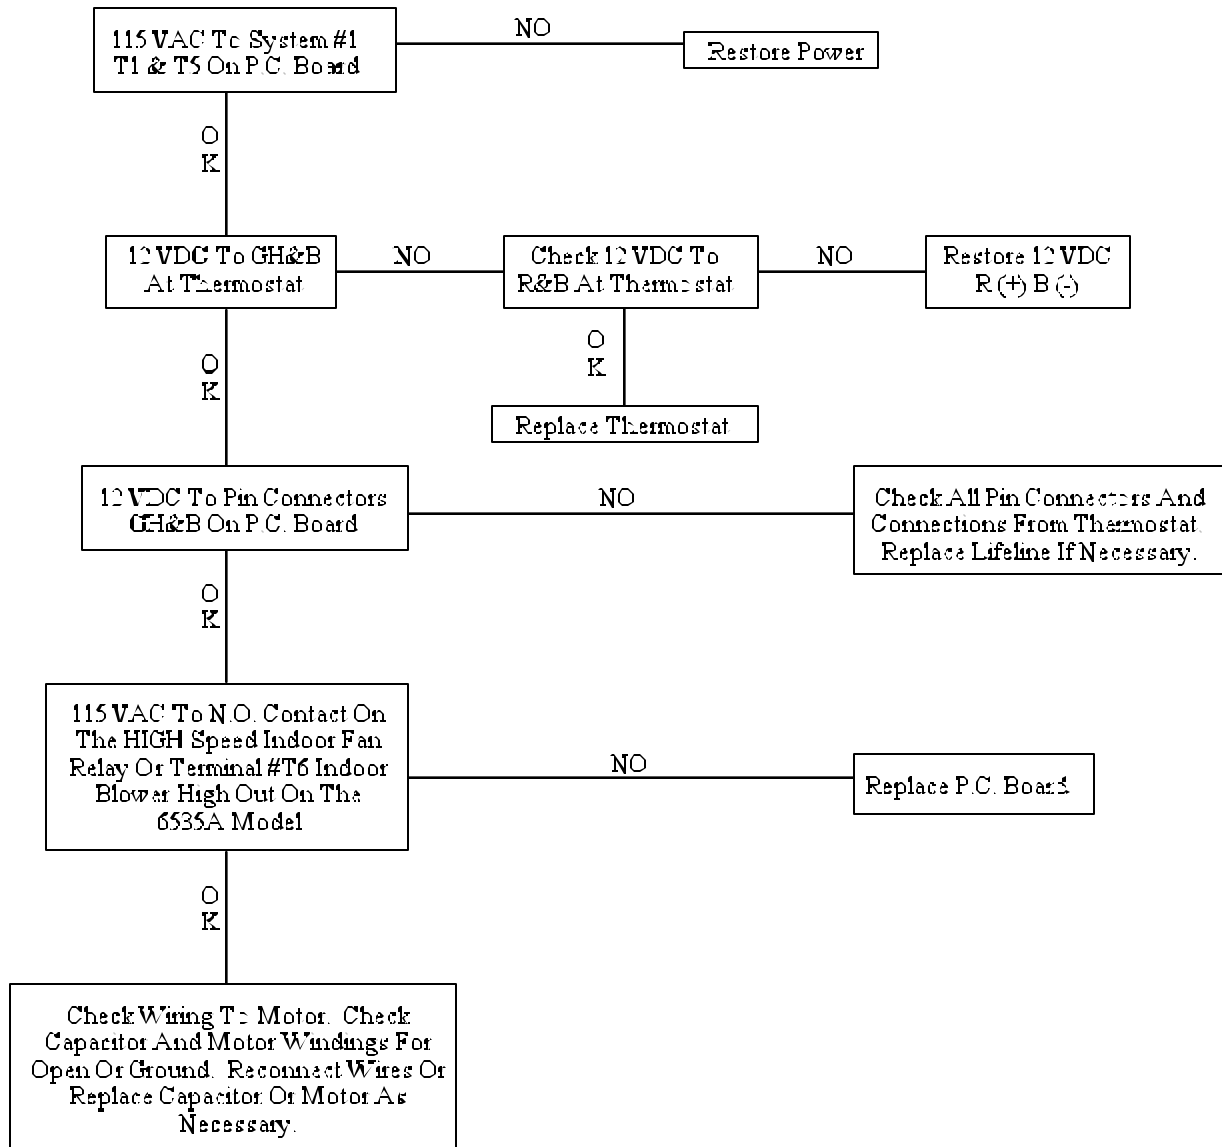 115 VAC To System #1
T1 & T5 On P.C. Board
NO
Restore Power
O
K
12 VDC To GH&B
At Thermostat
NO
Check 12 VDC To
R&B At Thermostat
NO
Restore 12 VDC
R (+) B (-)
O
K
O
K
Replace Thermostat
12 VDC To Pin Connectors
GH&B On P.C. Board
NO
Check All Pin Connectors And
Connections From Thermostat.
Replace Lifeline If Necessary.
O
K
115 VAC To N.O. Contact On
The HIGH Speed Indoor Fan
Relay Or Terminal #T6 Indoor
Blower High Out On The
6535A Model
NO
Replace P.C. Board.
O
K
Check Wiring To Motor. Check
Capacitor And Motor Windings For
Open Or Ground. Reconnect Wires Or
Replace Capacitor Or Motor As
Necessary.